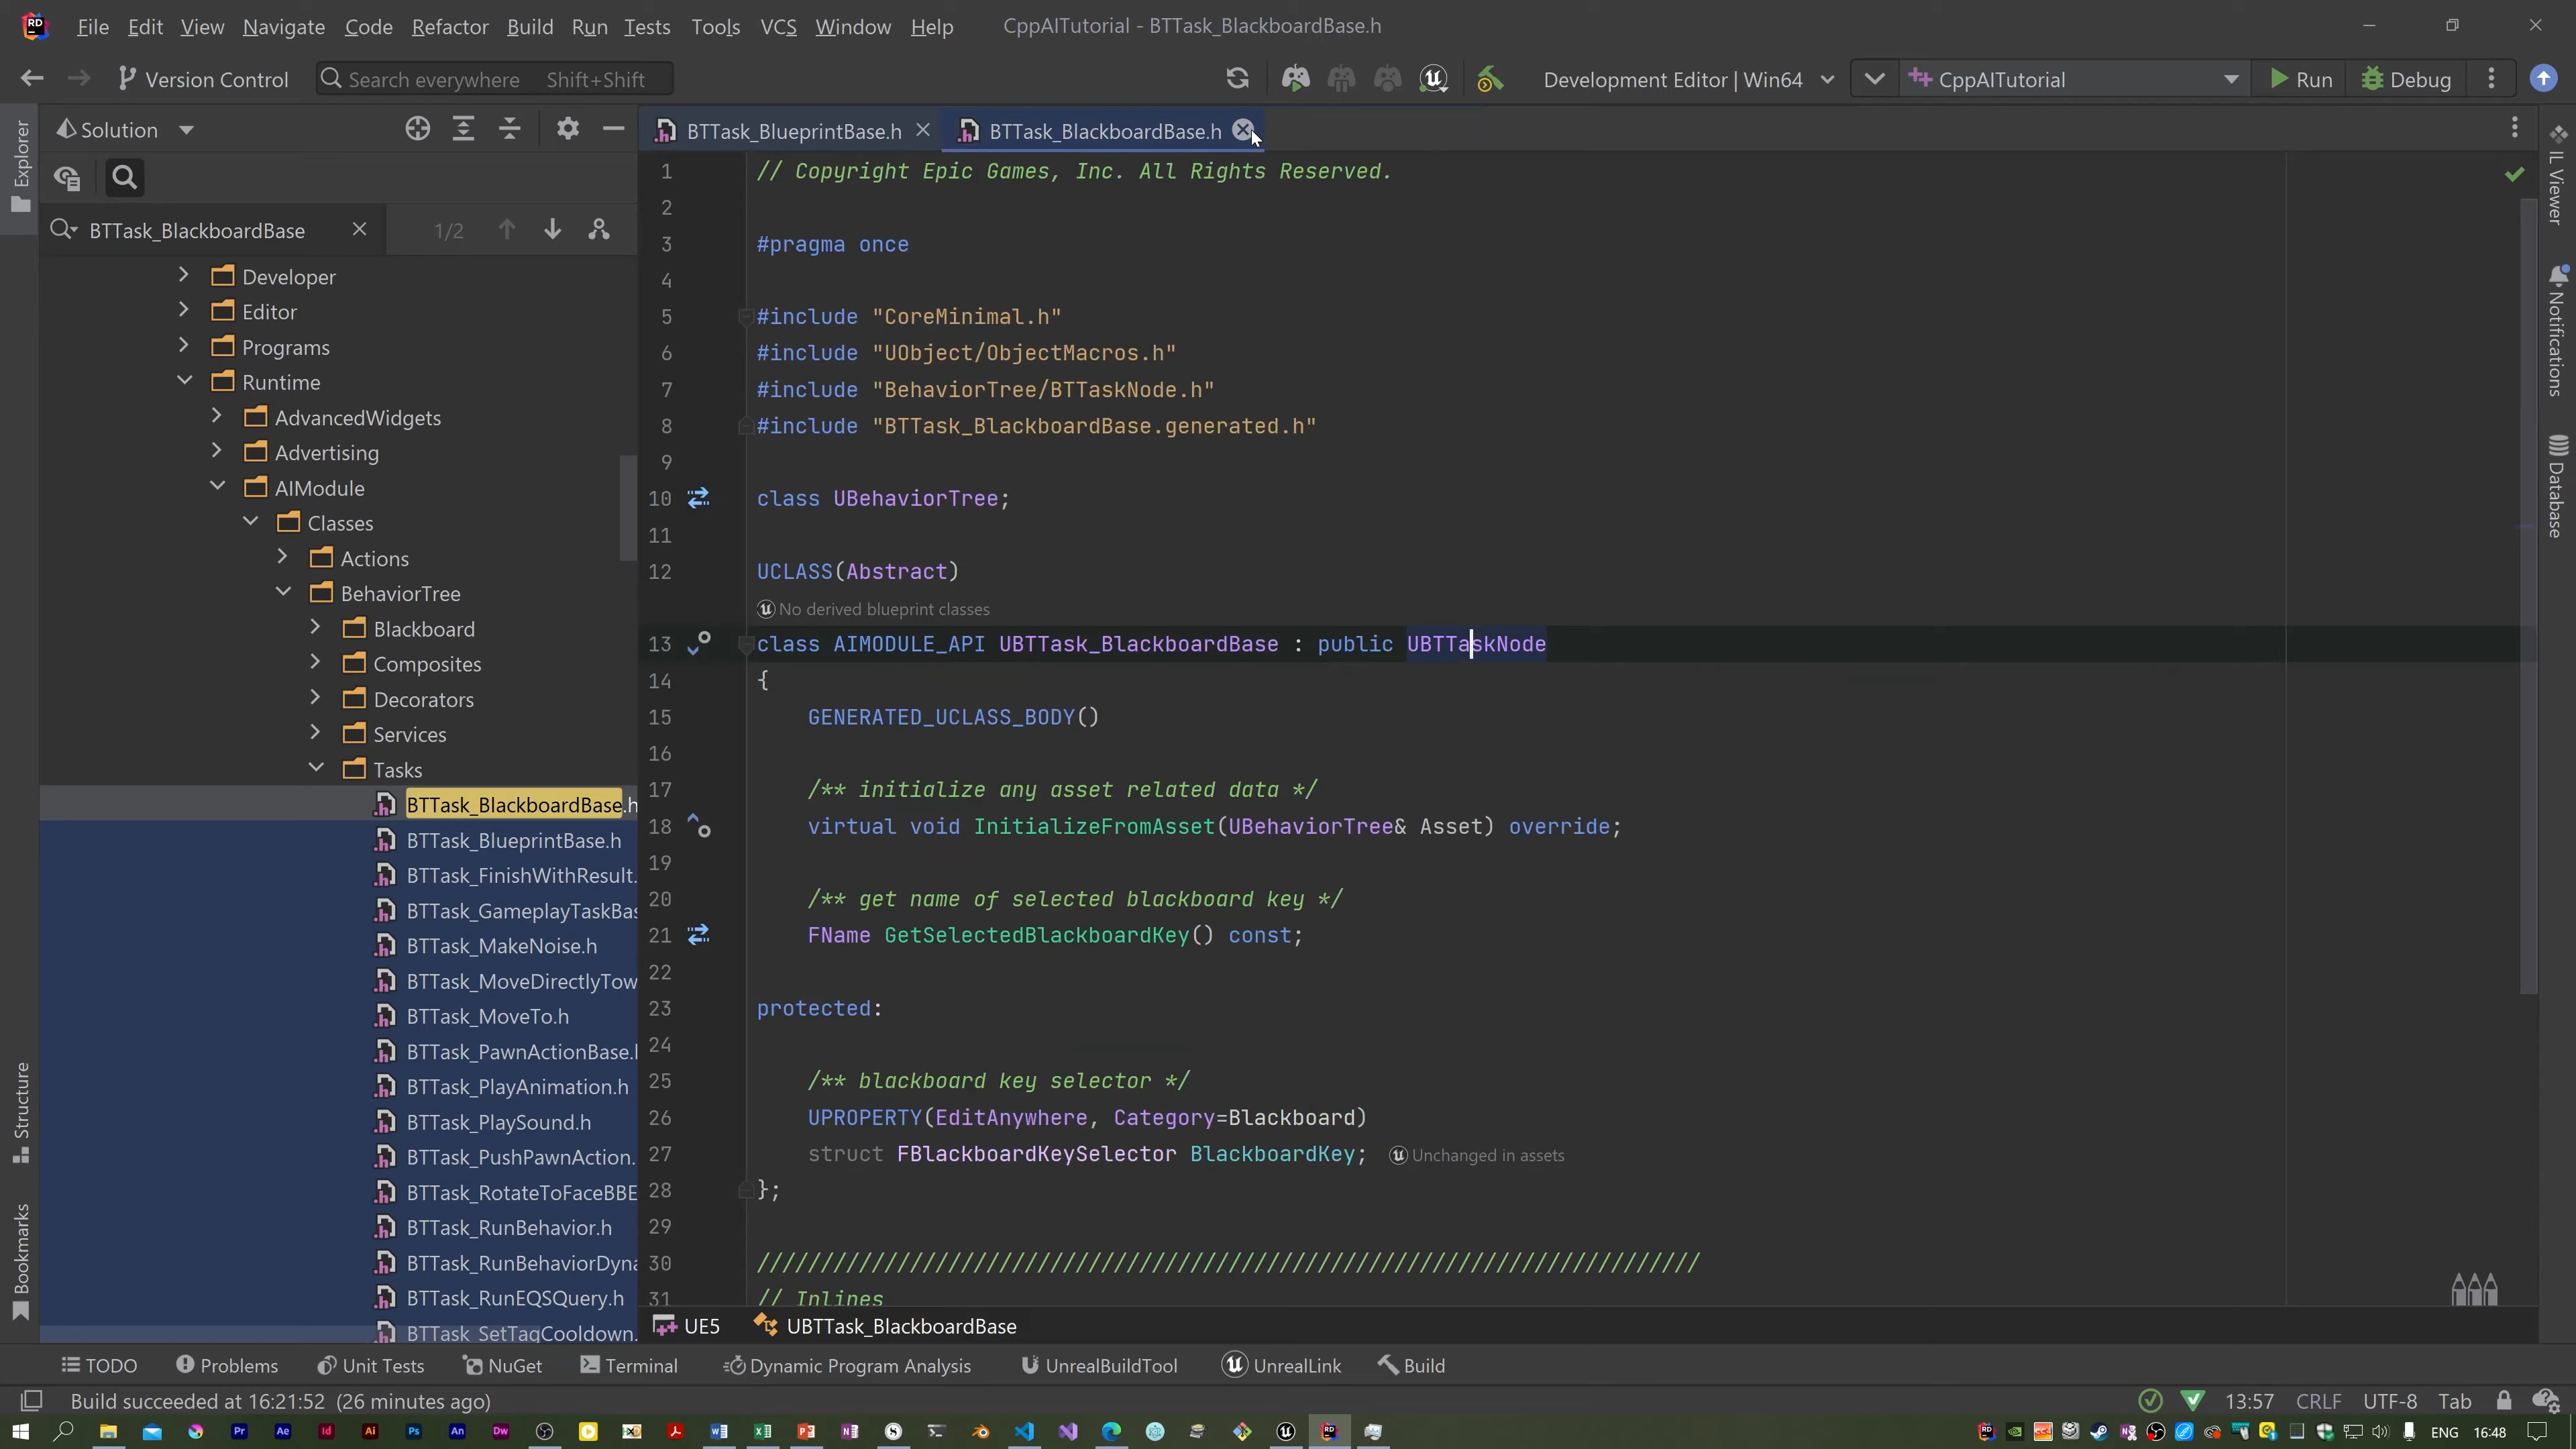 File Edit View Navigate Code Refactor Build Run Tests Tools VCS Window Help CppAITutorial - BTTask_BlackboardBase.h
Version Control Search everywhere Shift+Shift Development Editor | Win64 CppAITutorial Run Debug
Explorer
Solution
BTTask_BlackboardBase 1/2
Developer
Editor
Programs
Runtime
AdvancedWidgets
Advertising
AIModule
Classes
Actions
BehaviorTree
Blackboard
Composites
Decorators
Services
Tasks
BTTask_BlackboardBase.h
BTTask_BlueprintBase.h
BTTask_FinishWithResult.
BTTask_GameplayTaskBas
BTTask_MakeNoise.h
BTTask_MoveDirectlyTow
BTTask_MoveTo.h
BTTask_PawnActionBase.h
BTTask_PlayAnimation.h
BTTask_PlaySound.h
BTTask_PushPawnAction.
BTTask_RotateToFaceBBE
BTTask_RunBehavior.h
BTTask_RunBehaviorDyna
BTTask_RunEQSQuery.h
BTTask_SetTagCooldown.
Structure
Bookmarks
BTTask_BlueprintBase.h BTTask_BlackboardBase.h
1 // Copyright Epic Games, Inc. All Rights Reserved.
2
3 #pragma once
4
5 #include "CoreMinimal.h"
6 #include "UObject/ObjectMacros.h"
7 #include "BehaviorTree/BTTaskNode.h"
8 #include "BTTask_BlackboardBase.generated.h"
9
10 class UBehaviorTree;
11
12 UCLASS(Abstract)
No derived blueprint classes
13 class AIMODULE_API UBTTask_BlackboardBase : public UBTTaskNode
14 {
15 GENERATED_UCLASS_BODY()
16
17 /** initialize any asset related data */
18 virtual void InitializeFromAsset(UBehaviorTree& Asset) override;
19
20 /** get name of selected blackboard key */
21 FName GetSelectedBlackboardKey() const;
22
23 protected:
24
25 /** blackboard key selector */
26 UPROPERTY(EditAnywhere, Category=Blackboard)
27 struct FBlackboardKeySelector BlackboardKey; Unchanged in assets
28 };
29
30 //////////////////////////////////////////////////////////////////////////
31 // Inlines
UE5 UBTTask_BlackboardBase
IL Viewer
Notifications
Database
TODO Problems Unit Tests NuGet Terminal Dynamic Program Analysis UnrealBuildTool UnrealLink Build
Build succeeded at 16:21:52 (26 minutes ago) 13:57 CRLF UTF-8 Tab
Pr Ae Id Ai Ps An Dw ENG 16:48